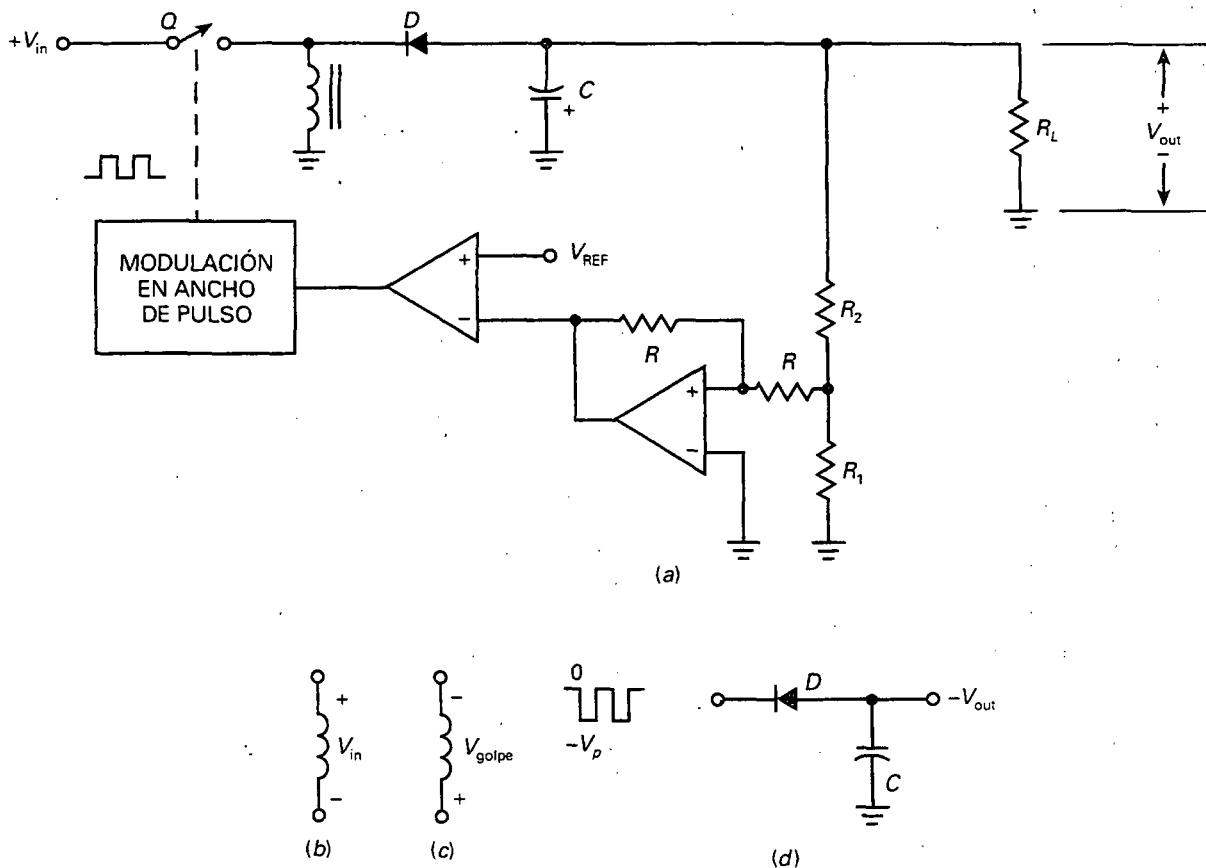 Q
D
+V_in
C
+
R_L
+
V_out
−
MODULACIÓN
EN ANCHO
DE PULSO
+
V_REF
−
R_2
R
R
+
−
R_1
(a)
+
V_in
−
(b)
−
V_golpe
+
(c)
0
−V_p
D
−V_out
C
(d)